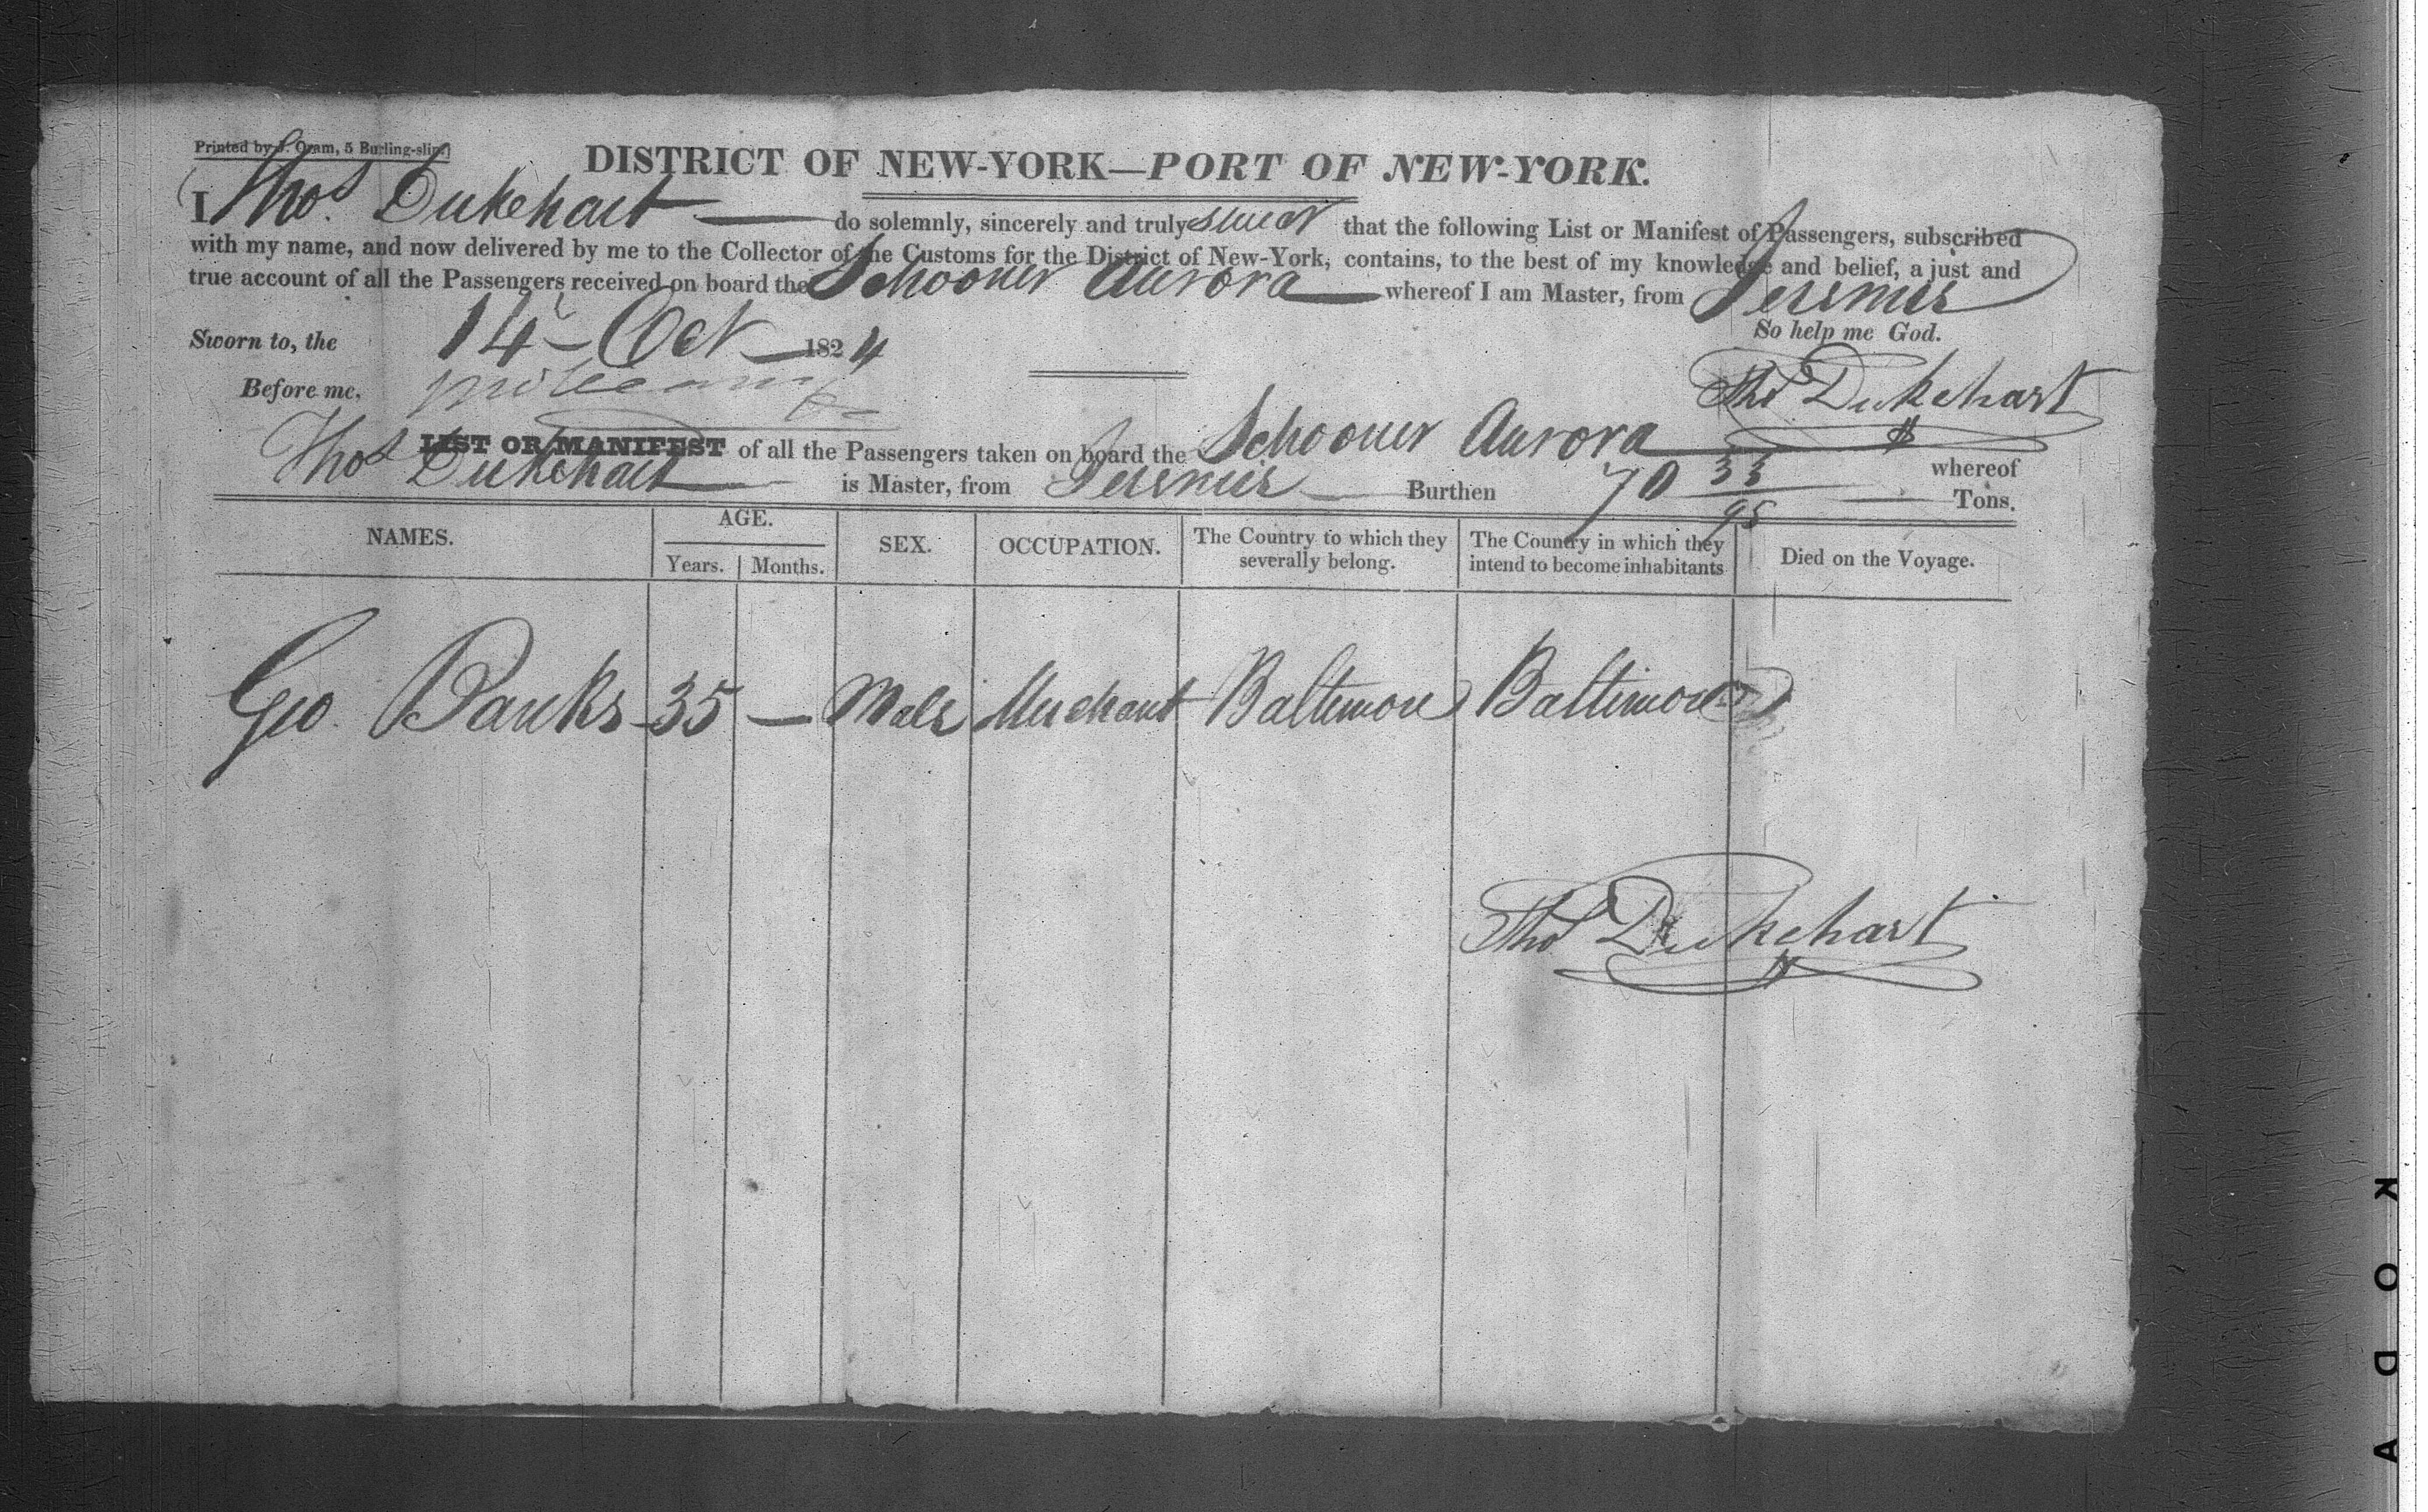 Printed by J. Oram, 5 Burling-slip.
DISTRICT OF NEW-YORK—PORT OF NEW-YORK.
I Thos Dukehart do solemnly, sincerely and truly swear that the following List or Manifest of Passengers, subscribed
with my name, and now delivered by me to the Collector of the Customs for the District of New-York, contains, to the best of my knowledge and belief, a just and
true account of all the Passengers received on board the Schooner Aurora whereof I am Master, from Jeremie
So help me God.
Sworn to, the 14 Oct 1824
Thos Dukehart
Before me,
LIST OR MANIFEST of all the Passengers taken on board the Schooner Aurora whereof
Thos Dukehart is Master, from Jeremie Burthen 70 33/95 Tons.
NAMES. AGE. SEX. OCCUPATION. The Country to which they severally belong. The Country in which they intend to become inhabitants Died on the Voyage.
Years. Months.
Geo. Banks 35 — Male Merchant Baltimore Baltimore
Thos Dukehart
KODA